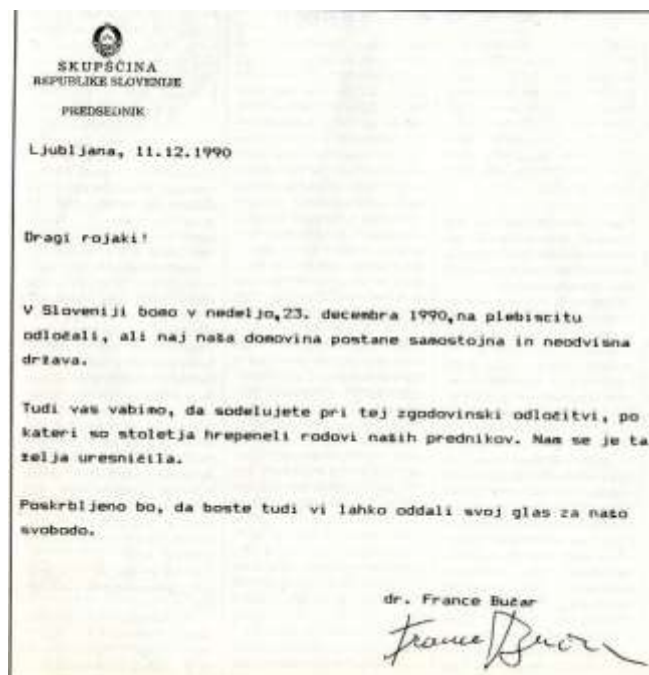 SKUPŠČINA
REPUBLIKE SLOVENIJE
PREDSEDNIK
Ljubljana, 11.12.1990
Dragi rojaki!
V Sloveniji bomo v nedeljo,23. decembra 1990,na plebiscitu
odločali, ali naj naša domovina postane samostojna in neodvisna
država.
Tudi vas vabimo, da sodelujete pri tej zgodovinski odločitvi, po
kateri so stoletja hrepeneli rodovi naših prednikov. Nam se je ta
želja uresničila.
Poskrbljeno bo, da boste tudi vi lahko oddali svoj glas za našo
svobodo.
dr. France Bučar
France Bučar